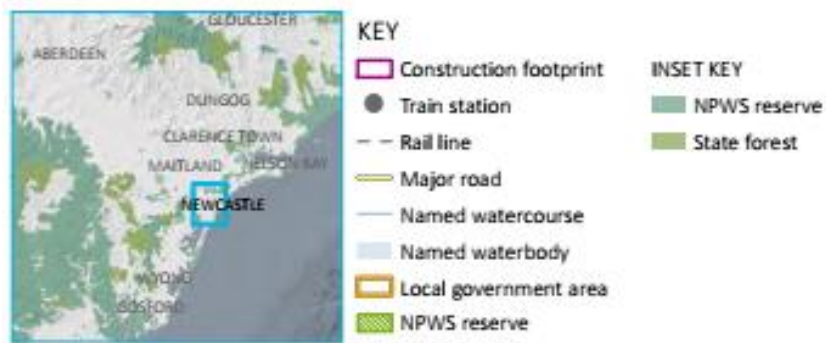 GLOUCESTER
ABERDEEN
DUNGOG
CLARENCE TOWN
NELSON BAY
MAITLAND
NEWCASTLE
WYONG
GOSFORD
KEY
Construction footprint
Train station
Rail line
Major road
Named watercourse
Named waterbody
Local government area
NPWS reserve
INSET KEY
NPWS reserve
State forest